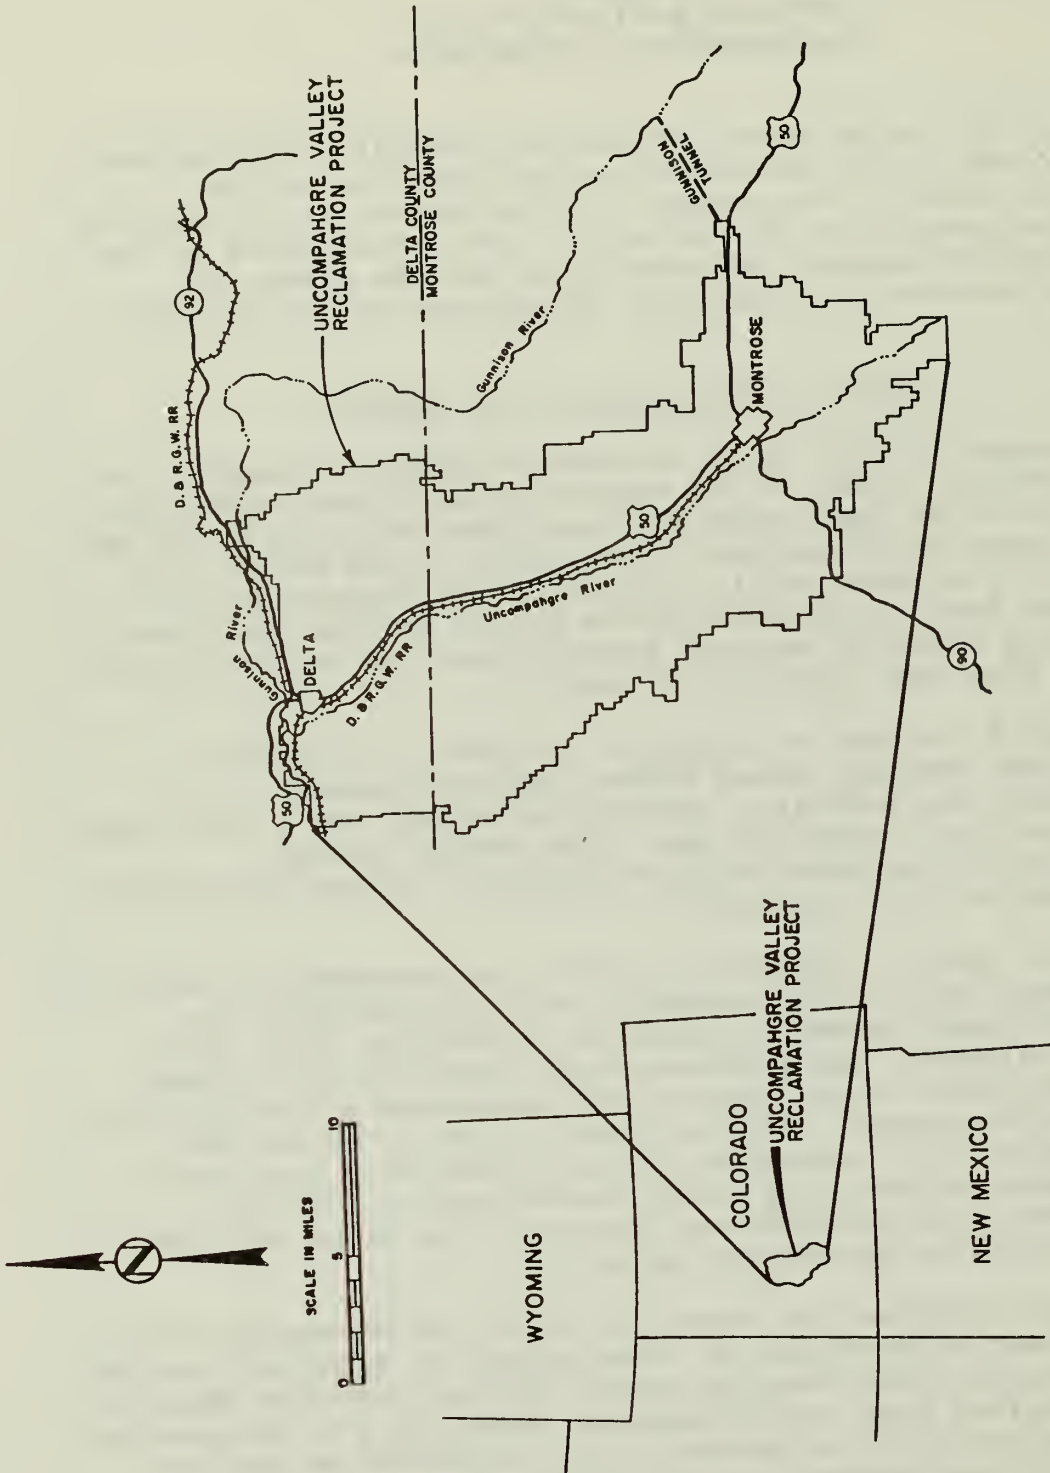 UNCOMPAHGRE VALLEY
RECLAMATION PROJECT
DELTA COUNTY
MONTROSE COUNTY
92
D. & R.G.W. RR
Gunnison River
GUNNISON
TUNNEL
50
MONTROSE
50
Uncompahgre River
Gunnison River
DELTA
D. & R.G.W. RR
50
90
N
SCALE IN MILES
0 5 10
WYOMING
COLORADO
UNCOMPAHGRE VALLEY
RECLAMATION PROJECT
NEW MEXICO